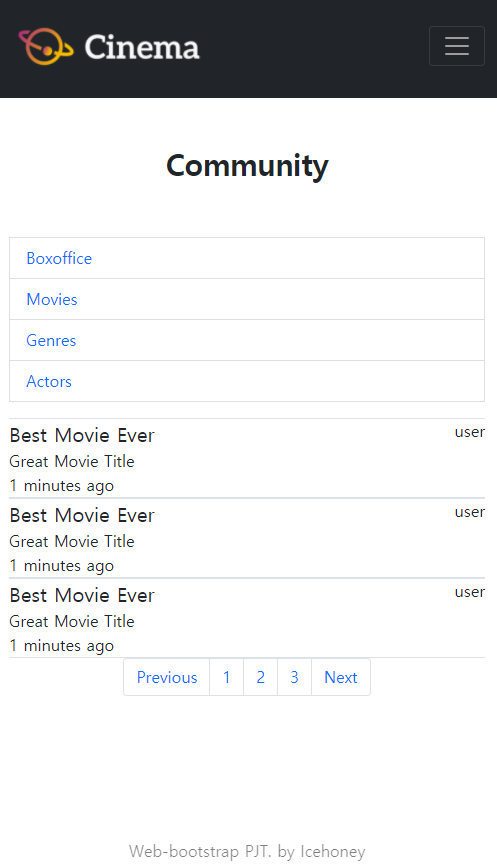 Cinema
Community
Boxoffice
Movies
Genres
Actors
Best Movie Ever user
Great Movie Title
1 minutes ago
Best Movie Ever user
Great Movie Title
1 minutes ago
Best Movie Ever user
Great Movie Title
1 minutes ago
Previous 1 2 3 Next
Web-bootstrap PJT. by Icehoney